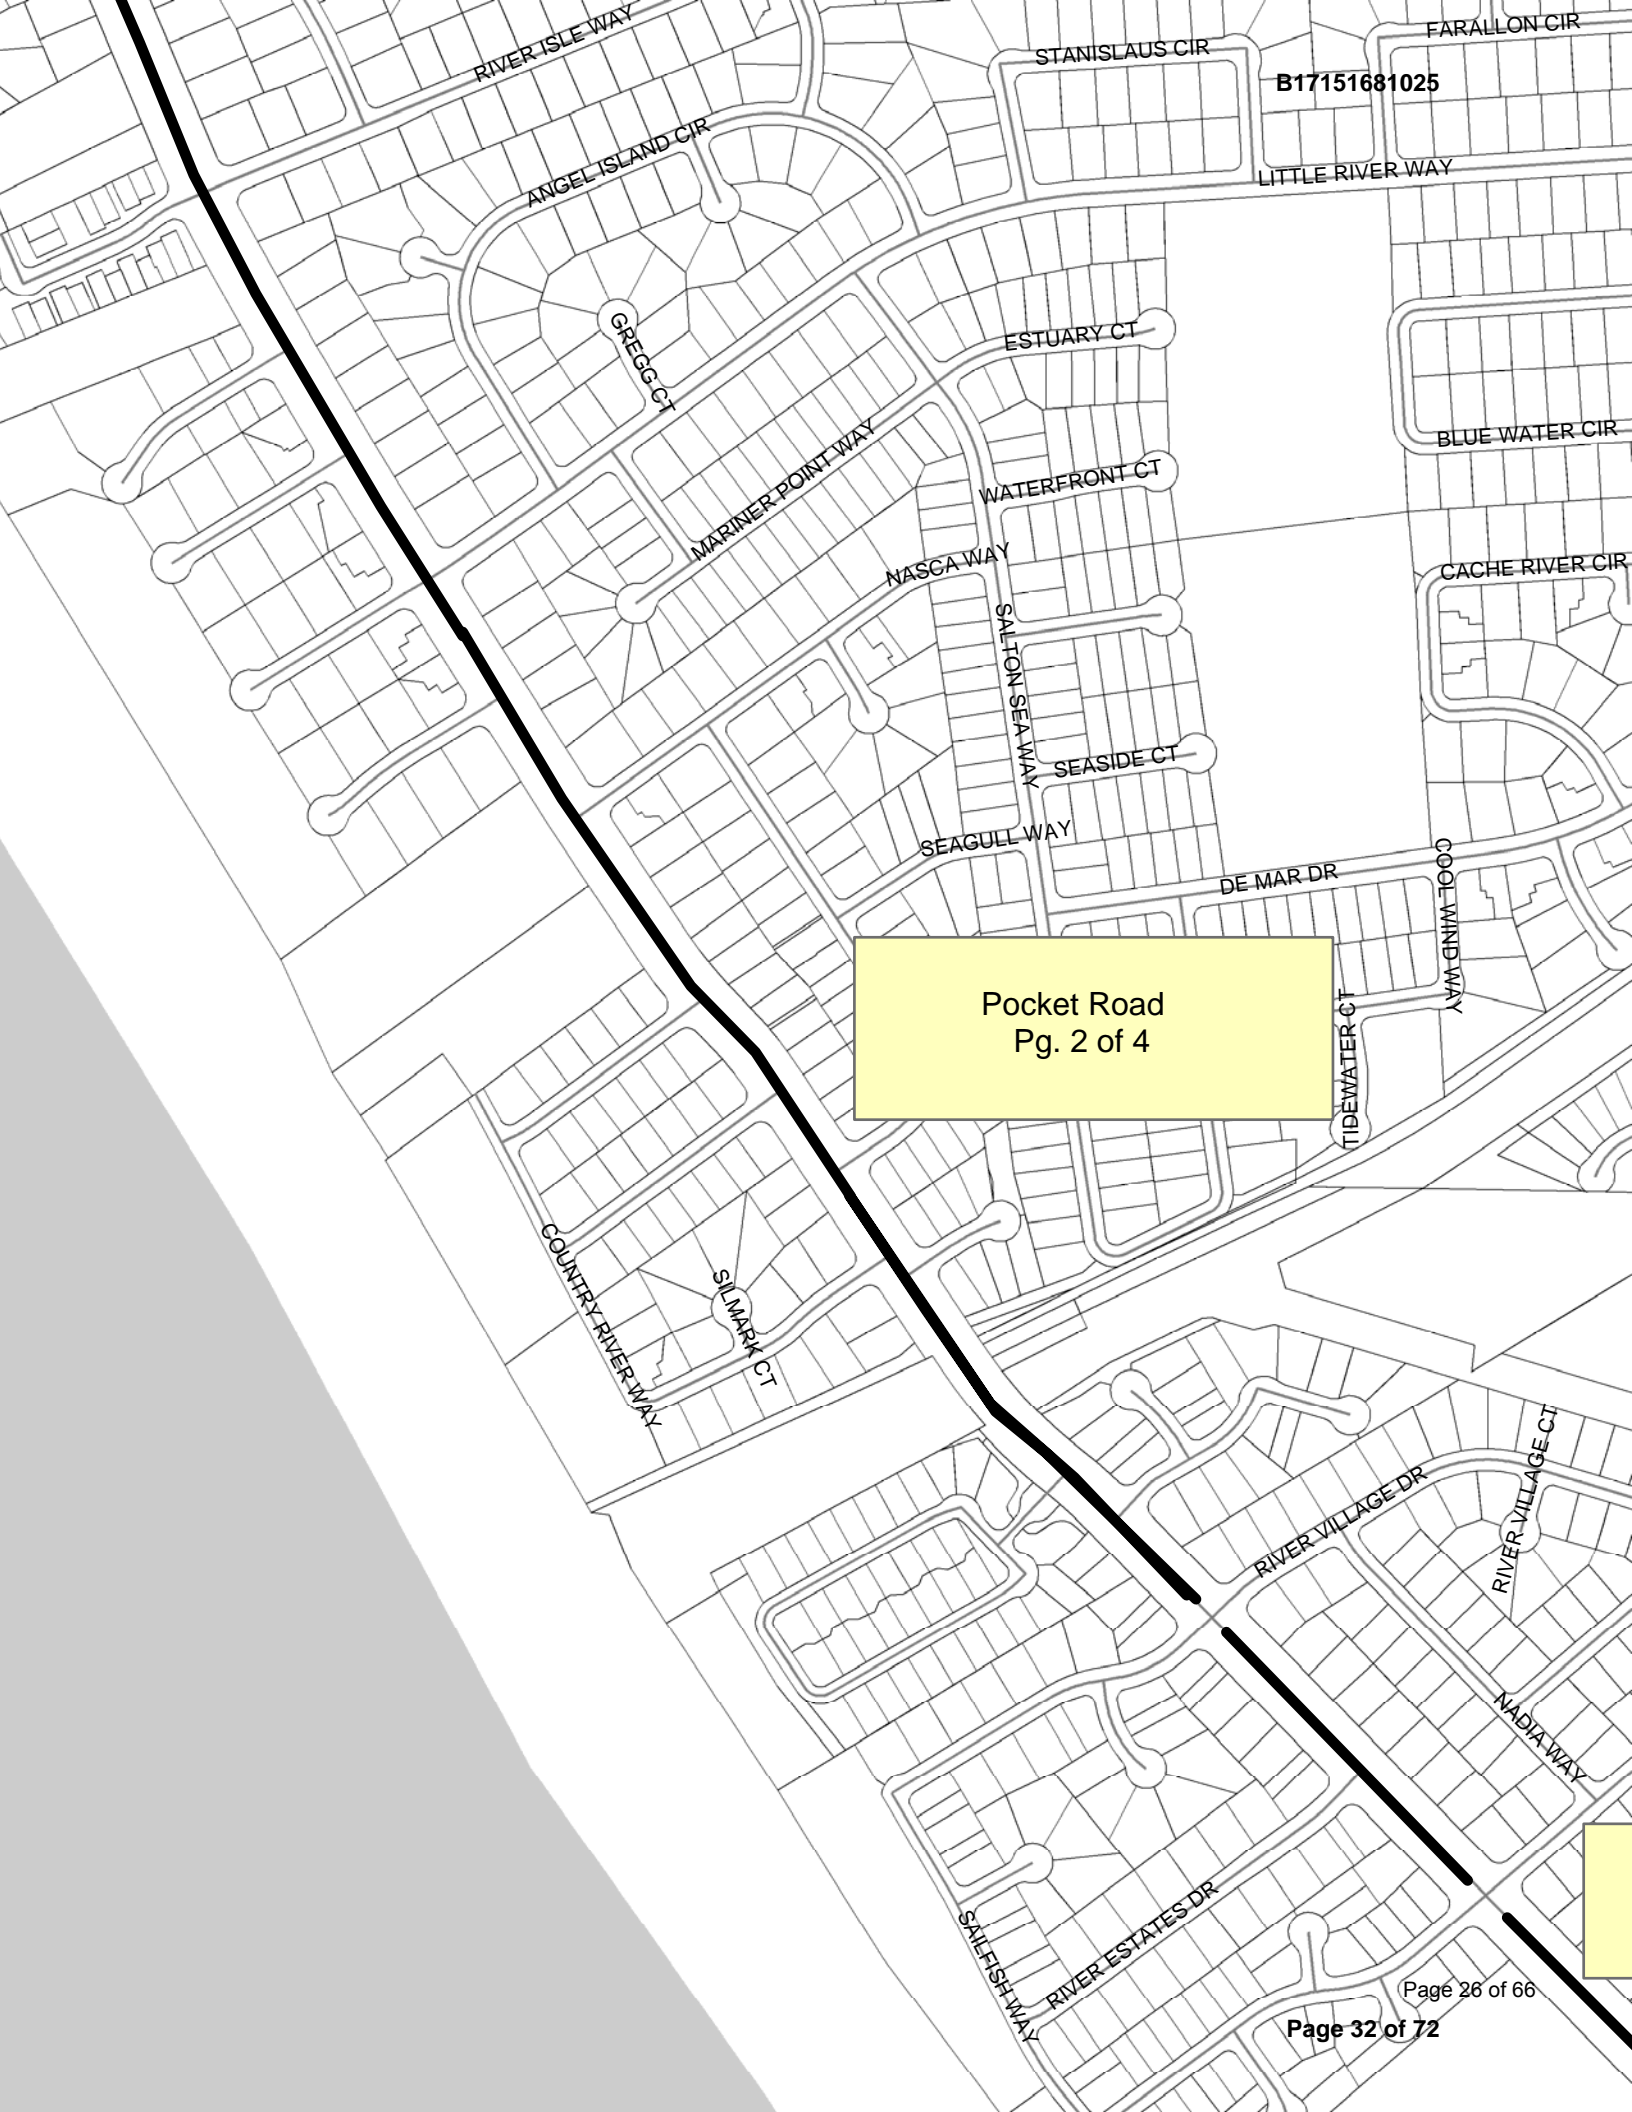 RIVER ISLE WAY
FARALLON CIR
STANISLAUS CIR
B17151681025
ANGEL ISLAND CIR
LITTLE RIVER WAY
GREGG CT
ESTUARY CT
MARINER POINT WAY
BLUE WATER CIR
WATERFRONT CT
NASCA WAY
CACHE RIVER CIR
SALTON SEA WAY
SEASIDE CT
SEAGULL WAY
DE MAR DR
COOL WIND WAY
Pocket Road
Pg. 2 of 4
TIDEWATER CT
COUNTRY RIVER WAY
SILMARK CT
RIVER VILLAGE DR
RIVER VILLAGE CT
NADIA WAY
SAILFISH WAY
RIVER ESTATES DR
Page 26 of 66
Page 32 of 72